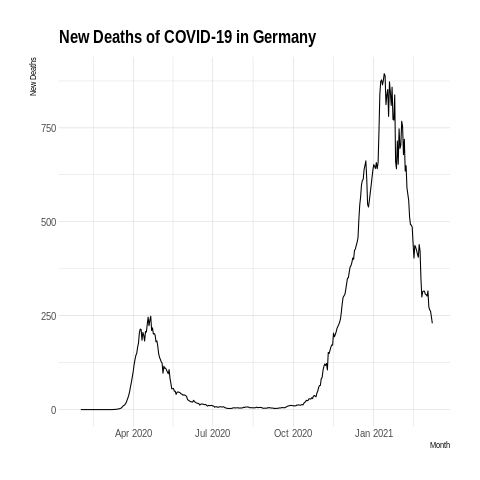 New Deaths of COVID-19 in Germany
New Deaths
750
500
250
0
Apr 2020
Jul 2020
Oct 2020
Jan 2021
Month